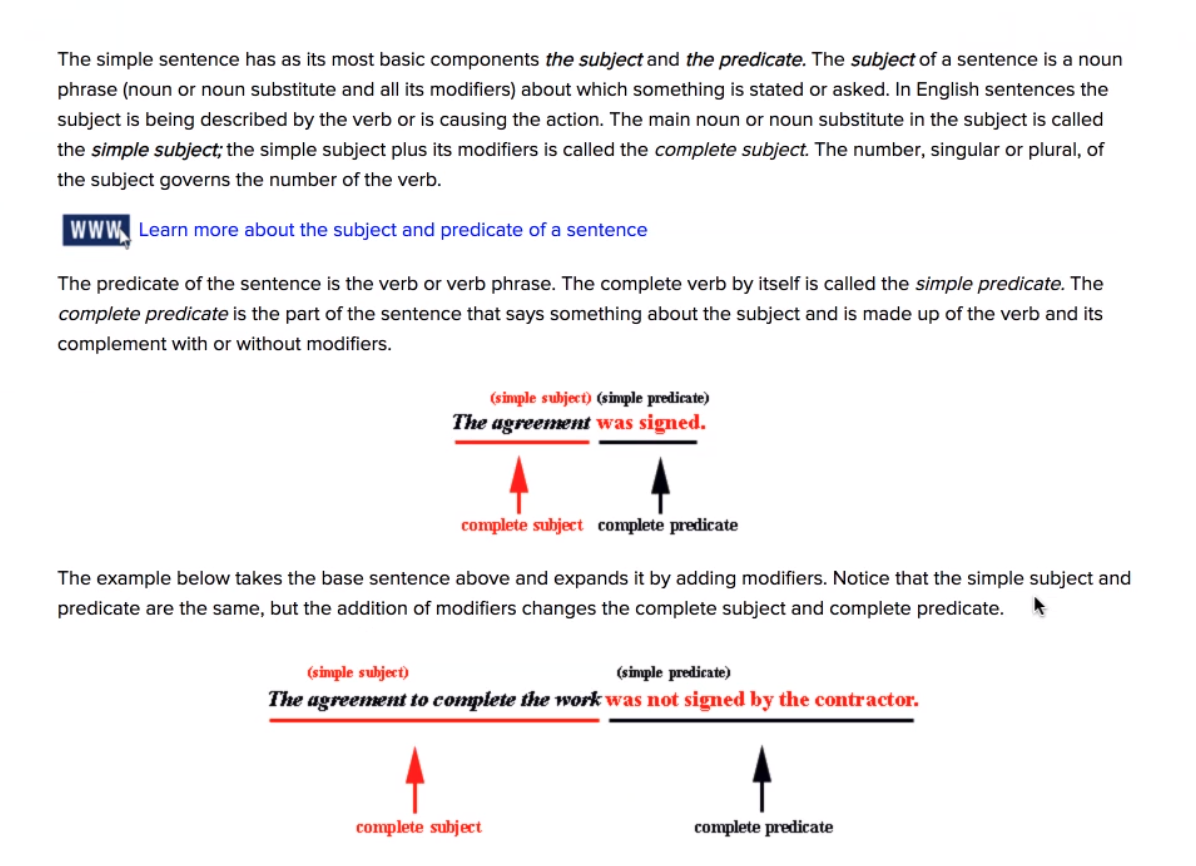 The simple sentence has as its most basic components the subject and the predicate. The subject of a sentence is a noun
phrase (noun or noun substitute and all its modifiers) about which something is stated or asked. In English sentences the
subject is being described by the verb or is causing the action. The main noun or noun substitute in the subject is called
the simple subject; the simple subject plus its modifiers is called the complete subject. The number, singular or plural, of
the subject governs the number of the verb.
WWW Learn more about the subject and predicate of a sentence
The predicate of the sentence is the verb or verb phrase. The complete verb by itself is called the simple predicate. The
complete predicate is the part of the sentence that says something about the subject and is made up of the verb and its
complement with or without modifiers.
(simple subject) (simple predicate)
The agreement was signed.
complete subject complete predicate
The example below takes the base sentence above and expands it by adding modifiers. Notice that the simple subject and
predicate are the same, but the addition of modifiers changes the complete subject and complete predicate.
(simple subject) (simple predicate)
The agreement to complete the work was not signed by the contractor.
complete subject complete predicate